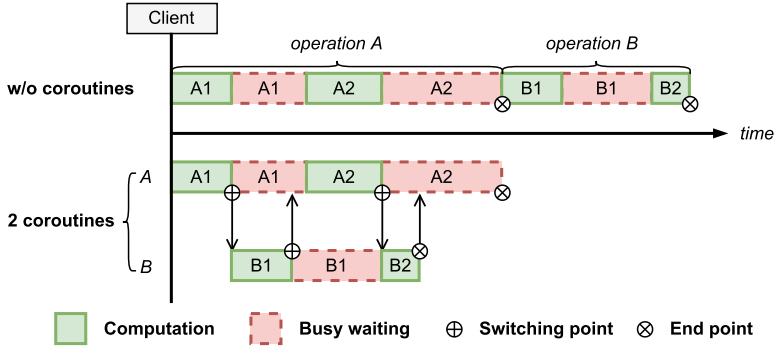 Client
operation A
operation B
w/o coroutines
A1
A1
A2
A2
B1
B1
B2
time
2 coroutines
A
A1
A1
A2
A2
B
B1
B1
B2
Computation
Busy waiting
Switching point
End point